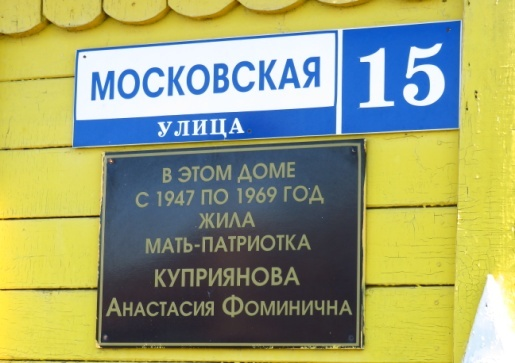 МОСКОВСКАЯ 15
УЛИЦА
В ЭТОМ ДОМЕ
С 1947 ПО 1969 ГОД
ЖИЛА
МАТЬ-ПАТРИОТКА
КУПРИЯНОВА
АНАСТАСИЯ ФОМИНИЧНА